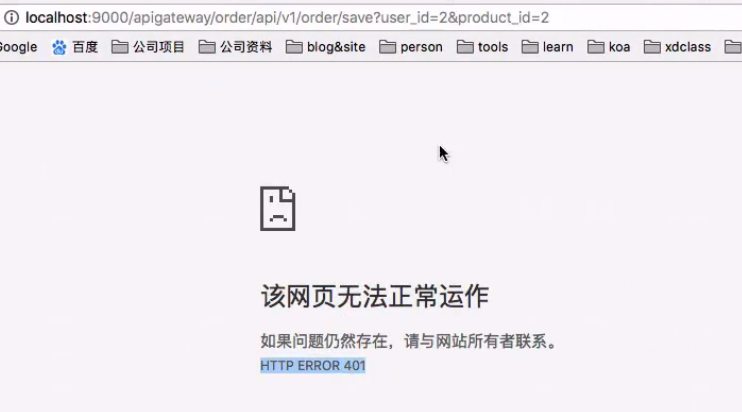 localhost:9000/apigateway/order/api/v1/order/save?user_id=2&product_id=2
Google 百度 公司项目 公司资料 blog&site person tools learn koa xdclass
该网页无法正常运作
如果问题仍然存在，请与网站所有者联系。
HTTP ERROR 401